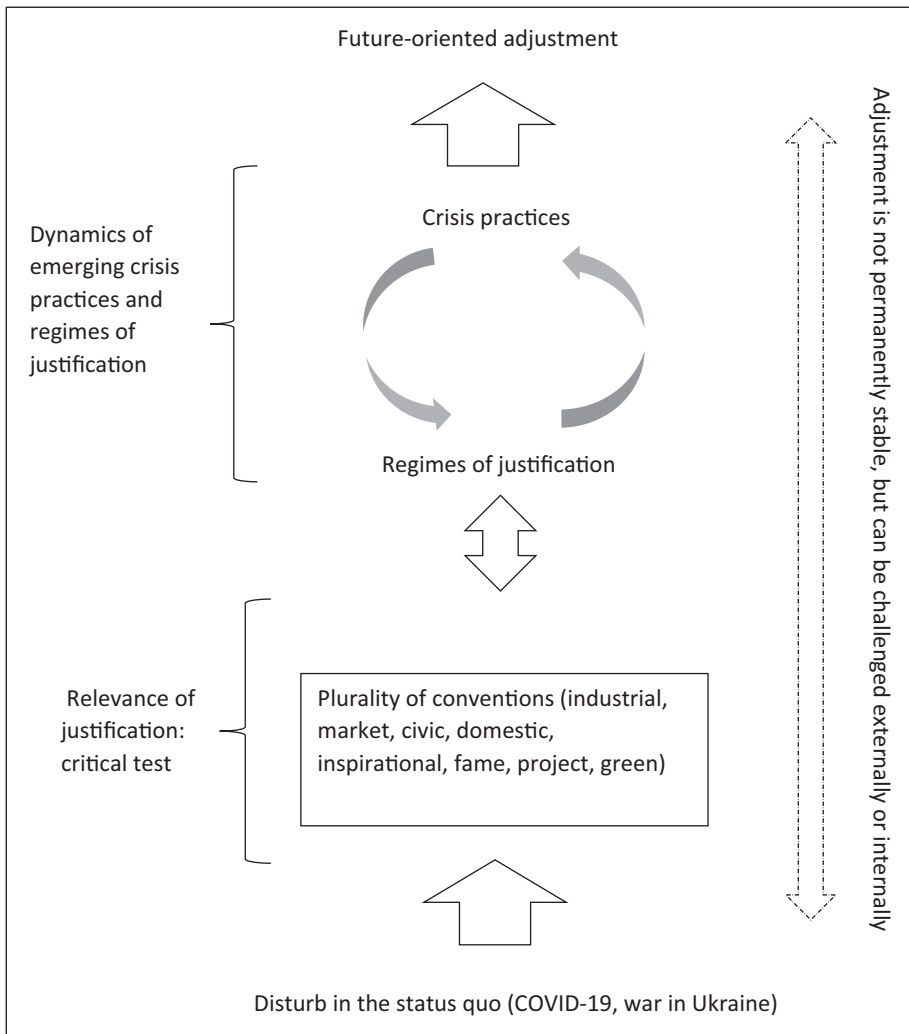 Future-oriented adjustment
Crisis practices
Dynamics of
emerging crisis
practices and
regimes of
justification
Regimes of justification
Relevance of
justification:
critical test
Plurality of conventions (industrial,
market, civic, domestic,
inspirational, fame, project, green)
Disturb in the status quo (COVID-19, war in Ukraine)
Adjustment is not permanently stable, but can be challenged externally or internally